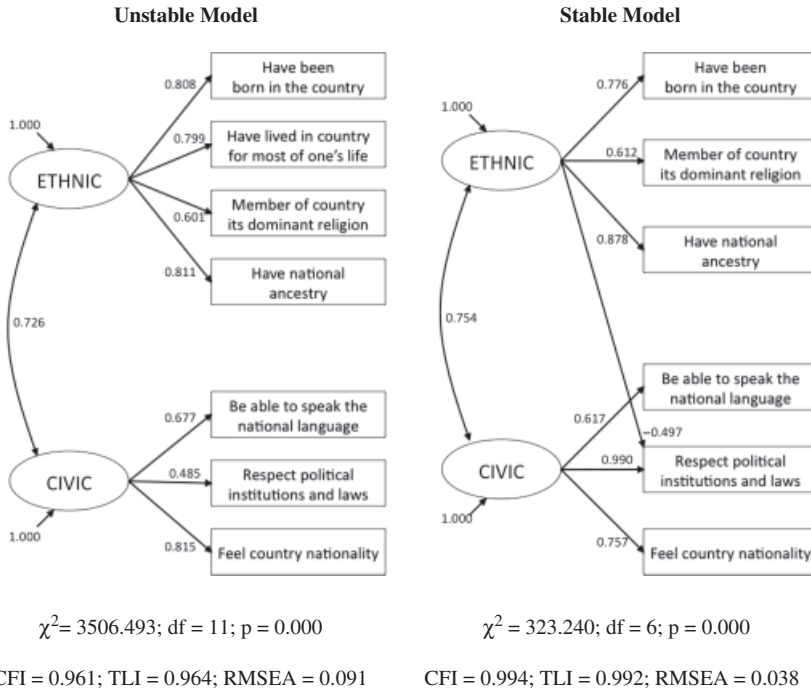 Unstable Model
Have been
born in the country
0.808
1.000
0.799
Have lived in country
for most of one's life
ETHNIC
0.601
Member of country
its dominant religion
0.811
Have national
ancestry
0.726
0.677
Be able to speak the
national language
CIVIC
0.485
Respect political
institutions and laws
1.000
0.815
Feel country nationality
χ²= 3506.493; df = 11; p = 0.000
CFI = 0.961; TLI = 0.964; RMSEA = 0.091
Stable Model
Have been
born in the country
0.776
1.000
ETHNIC
0.612
Member of country
its dominant religion
0.878
Have national
ancestry
0.754
Be able to speak the
national language
0.617
−0.497
CIVIC
0.990
Respect political
institutions and laws
1.000
0.757
Feel country nationality
χ² = 323.240; df = 6; p = 0.000
CFI = 0.994; TLI = 0.992; RMSEA = 0.038